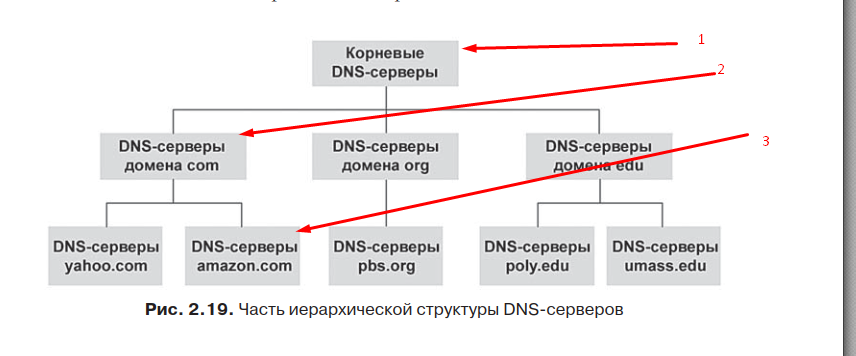 1
Корневые
DNS-серверы
2
DNS-серверы
домена com
DNS-серверы
домена org
DNS-серверы
домена edu
3
DNS-серверы
yahoo.com
DNS-серверы
amazon.com
DNS-серверы
pbs.org
DNS-серверы
poly.edu
DNS-серверы
umass.edu
Рис. 2.19. Часть иерархической структуры DNS-серверов